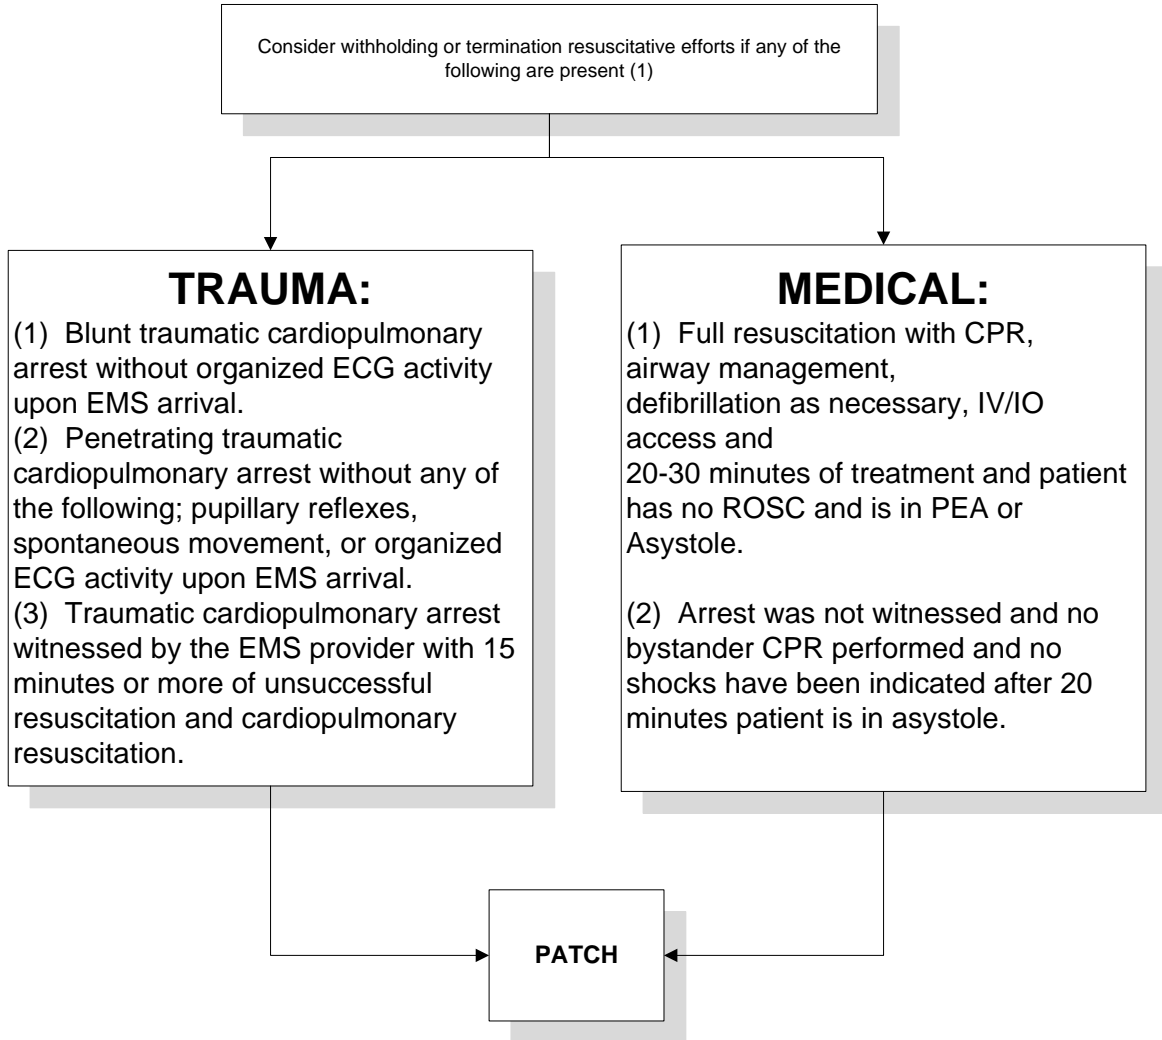 Consider withholding or termination resuscitative efforts if any of the
following are present (1)
TRAUMA:
(1)  Blunt traumatic cardiopulmonary
arrest without organized ECG activity
upon EMS arrival.
(2)  Penetrating traumatic
cardiopulmonary arrest without any of
the following; pupillary reflexes,
spontaneous movement, or organized
ECG activity upon EMS arrival.
(3)  Traumatic cardiopulmonary arrest
witnessed by the EMS provider with 15
minutes or more of unsuccessful
resuscitation and cardiopulmonary
resuscitation.
MEDICAL:
(1)  Full resuscitation with CPR,
airway management,
defibrillation as necessary, IV/IO
access and
20-30 minutes of treatment and patient
has no ROSC and is in PEA or
Asystole.
(2)  Arrest was not witnessed and no
bystander CPR performed and no
shocks have been indicated after 20
minutes patient is in asystole.
PATCH